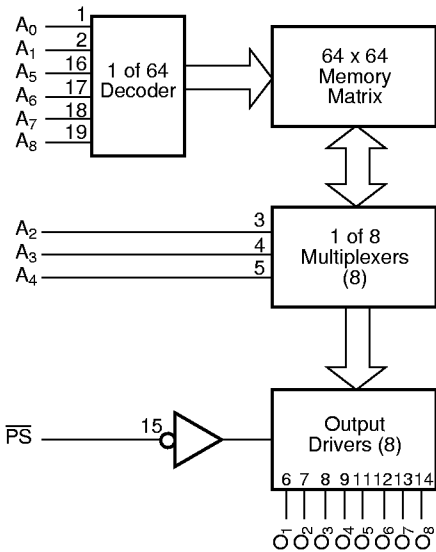 A₀ 1
A₁ 2
A₅ 16
A₆ 17
A₇ 18
A₈ 19
1 of 64
Decoder
64 x 64
Memory
Matrix
A₂ 3
A₃ 4
A₄ 5
1 of 8
Multiplexers
(8)
P̅S̅ 15
Output
Drivers (8)
6 7 8 9 11 12 13 14
O₁ O₂ O₃ O₄ O₅ O₆ O₇ O₈